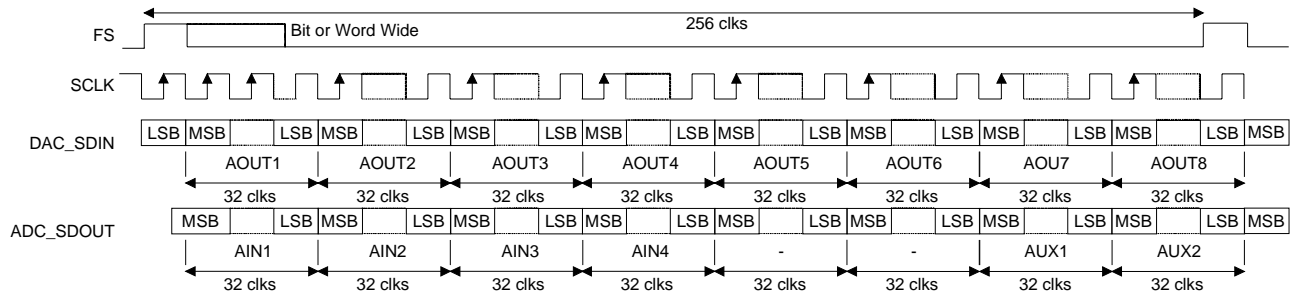 256 clks
FS
Bit or Word Wide
SCLK
DAC_SDIN
LSB MSB LSB MSB LSB MSB LSB MSB LSB MSB LSB MSB LSB MSB LSB MSB LSB MSB
AOUT1 AOUT2 AOUT3 AOUT4 AOUT5 AOUT6 AOU7 AOUT8
32 clks 32 clks 32 clks 32 clks 32 clks 32 clks 32 clks 32 clks
ADC_SDOUT
MSB LSB MSB LSB MSB LSB MSB LSB MSB LSB MSB LSB MSB LSB MSB LSB MSB
AIN1 AIN2 AIN3 AIN4 - - AUX1 AUX2
32 clks 32 clks 32 clks 32 clks 32 clks 32 clks 32 clks 32 clks